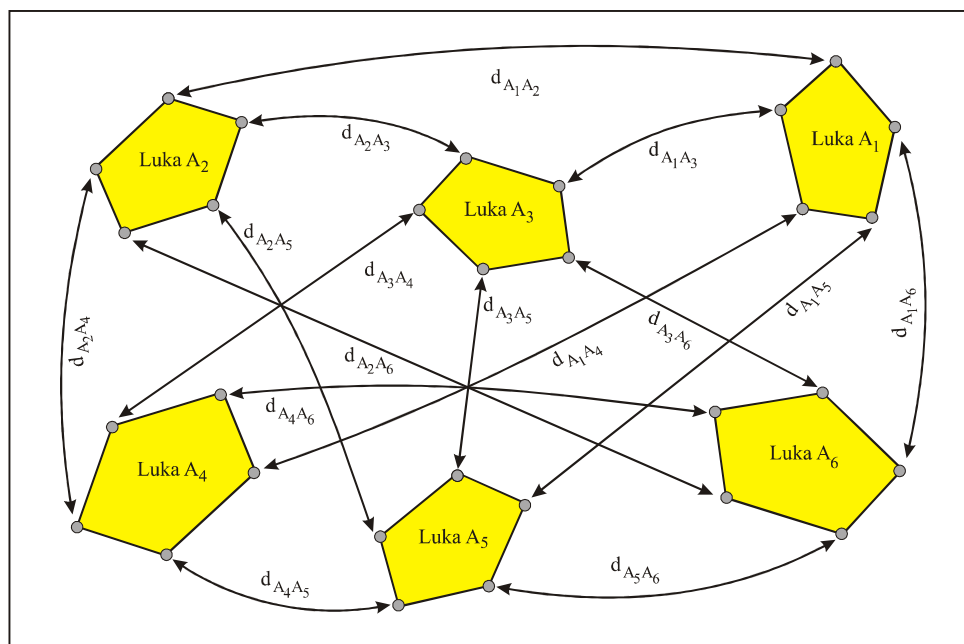 d A₁A₂
Luka A₂
d A₂A₃
Luka A₁
d A₁A₃
Luka A₃
d A₂A₅
d A₃A₄
d A₃A₅
d A₁A₅
d A₁A₆
d A₂A₄
d A₂A₆
d A₁A₄
d A₃A₆
d A₄A₆
Luka A₄
Luka A₆
Luka A₅
d A₄A₅
d A₅A₆